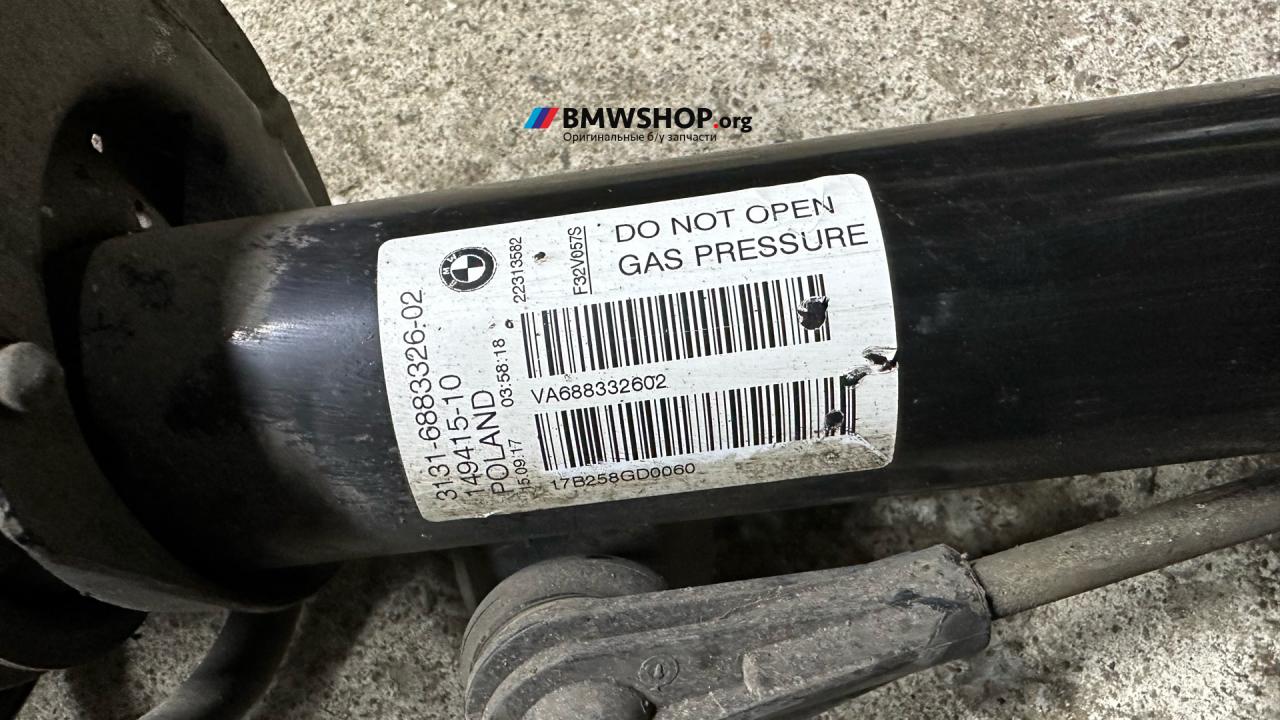 BMWSHOP.org
Оригинальные б/у запчасти
DO NOT OPEN
GAS PRESSURE
F32V057S
22313582
BMW
3131-6883326-02
149415-10
POLAND
15.09.17 03:58:18
VA688332602
17B258GD0060